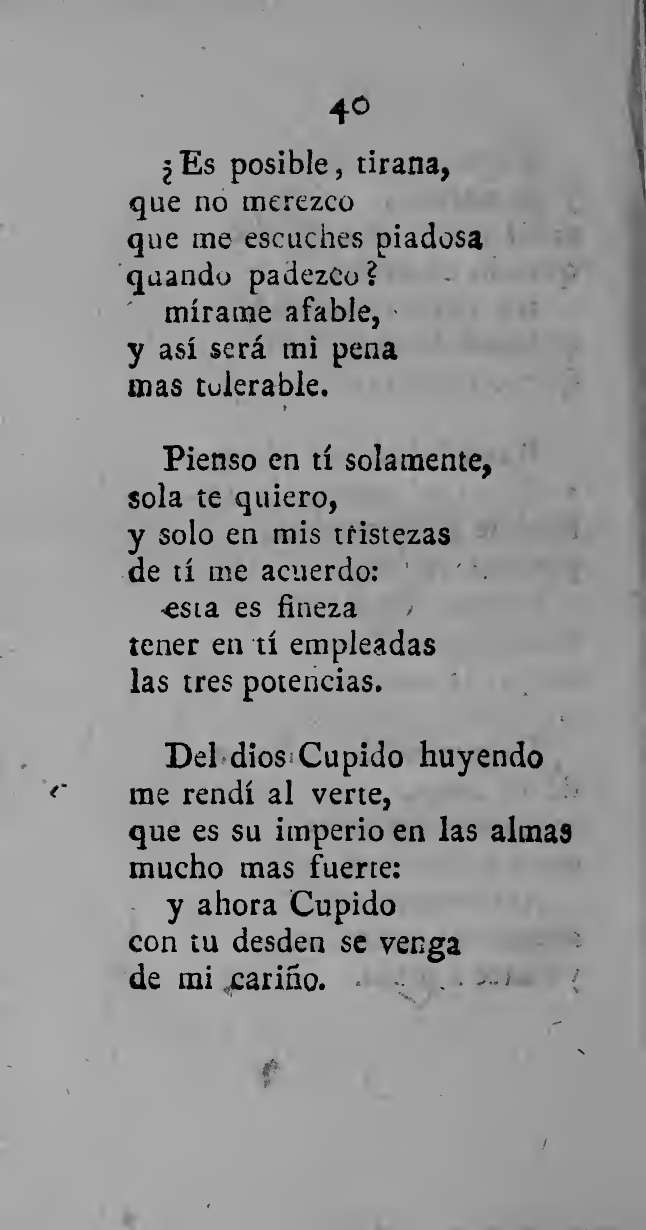 40
¿Es posible, tirana,
que no merezco
que me escuches piadosa
quando padezco?
mírame afable,
y así será mi pena
mas tolerable.
Pienso en tí solamente,
sola te quiero,
y solo en mis tristezas
de tí me acuerdo:
esta es fineza
tener en tí empleadas
las tres potencias.
Del dios Cupido huyendo
me rendí al verte,
que es su imperio en las almas
mucho mas fuerte:
y ahora Cupido
con tu desden se venga
de mi cariño.